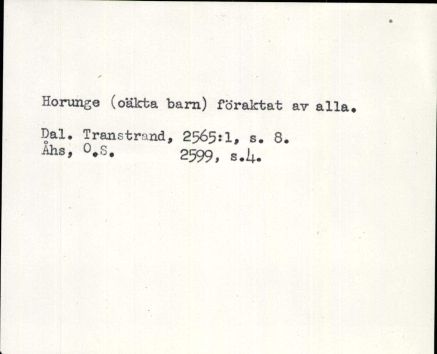 Horunge (oäkta barn) föraktat av alla.
Dal. Transtrand, 2565:1, s. 8.
Åhs, O.S. 2599, s.4.